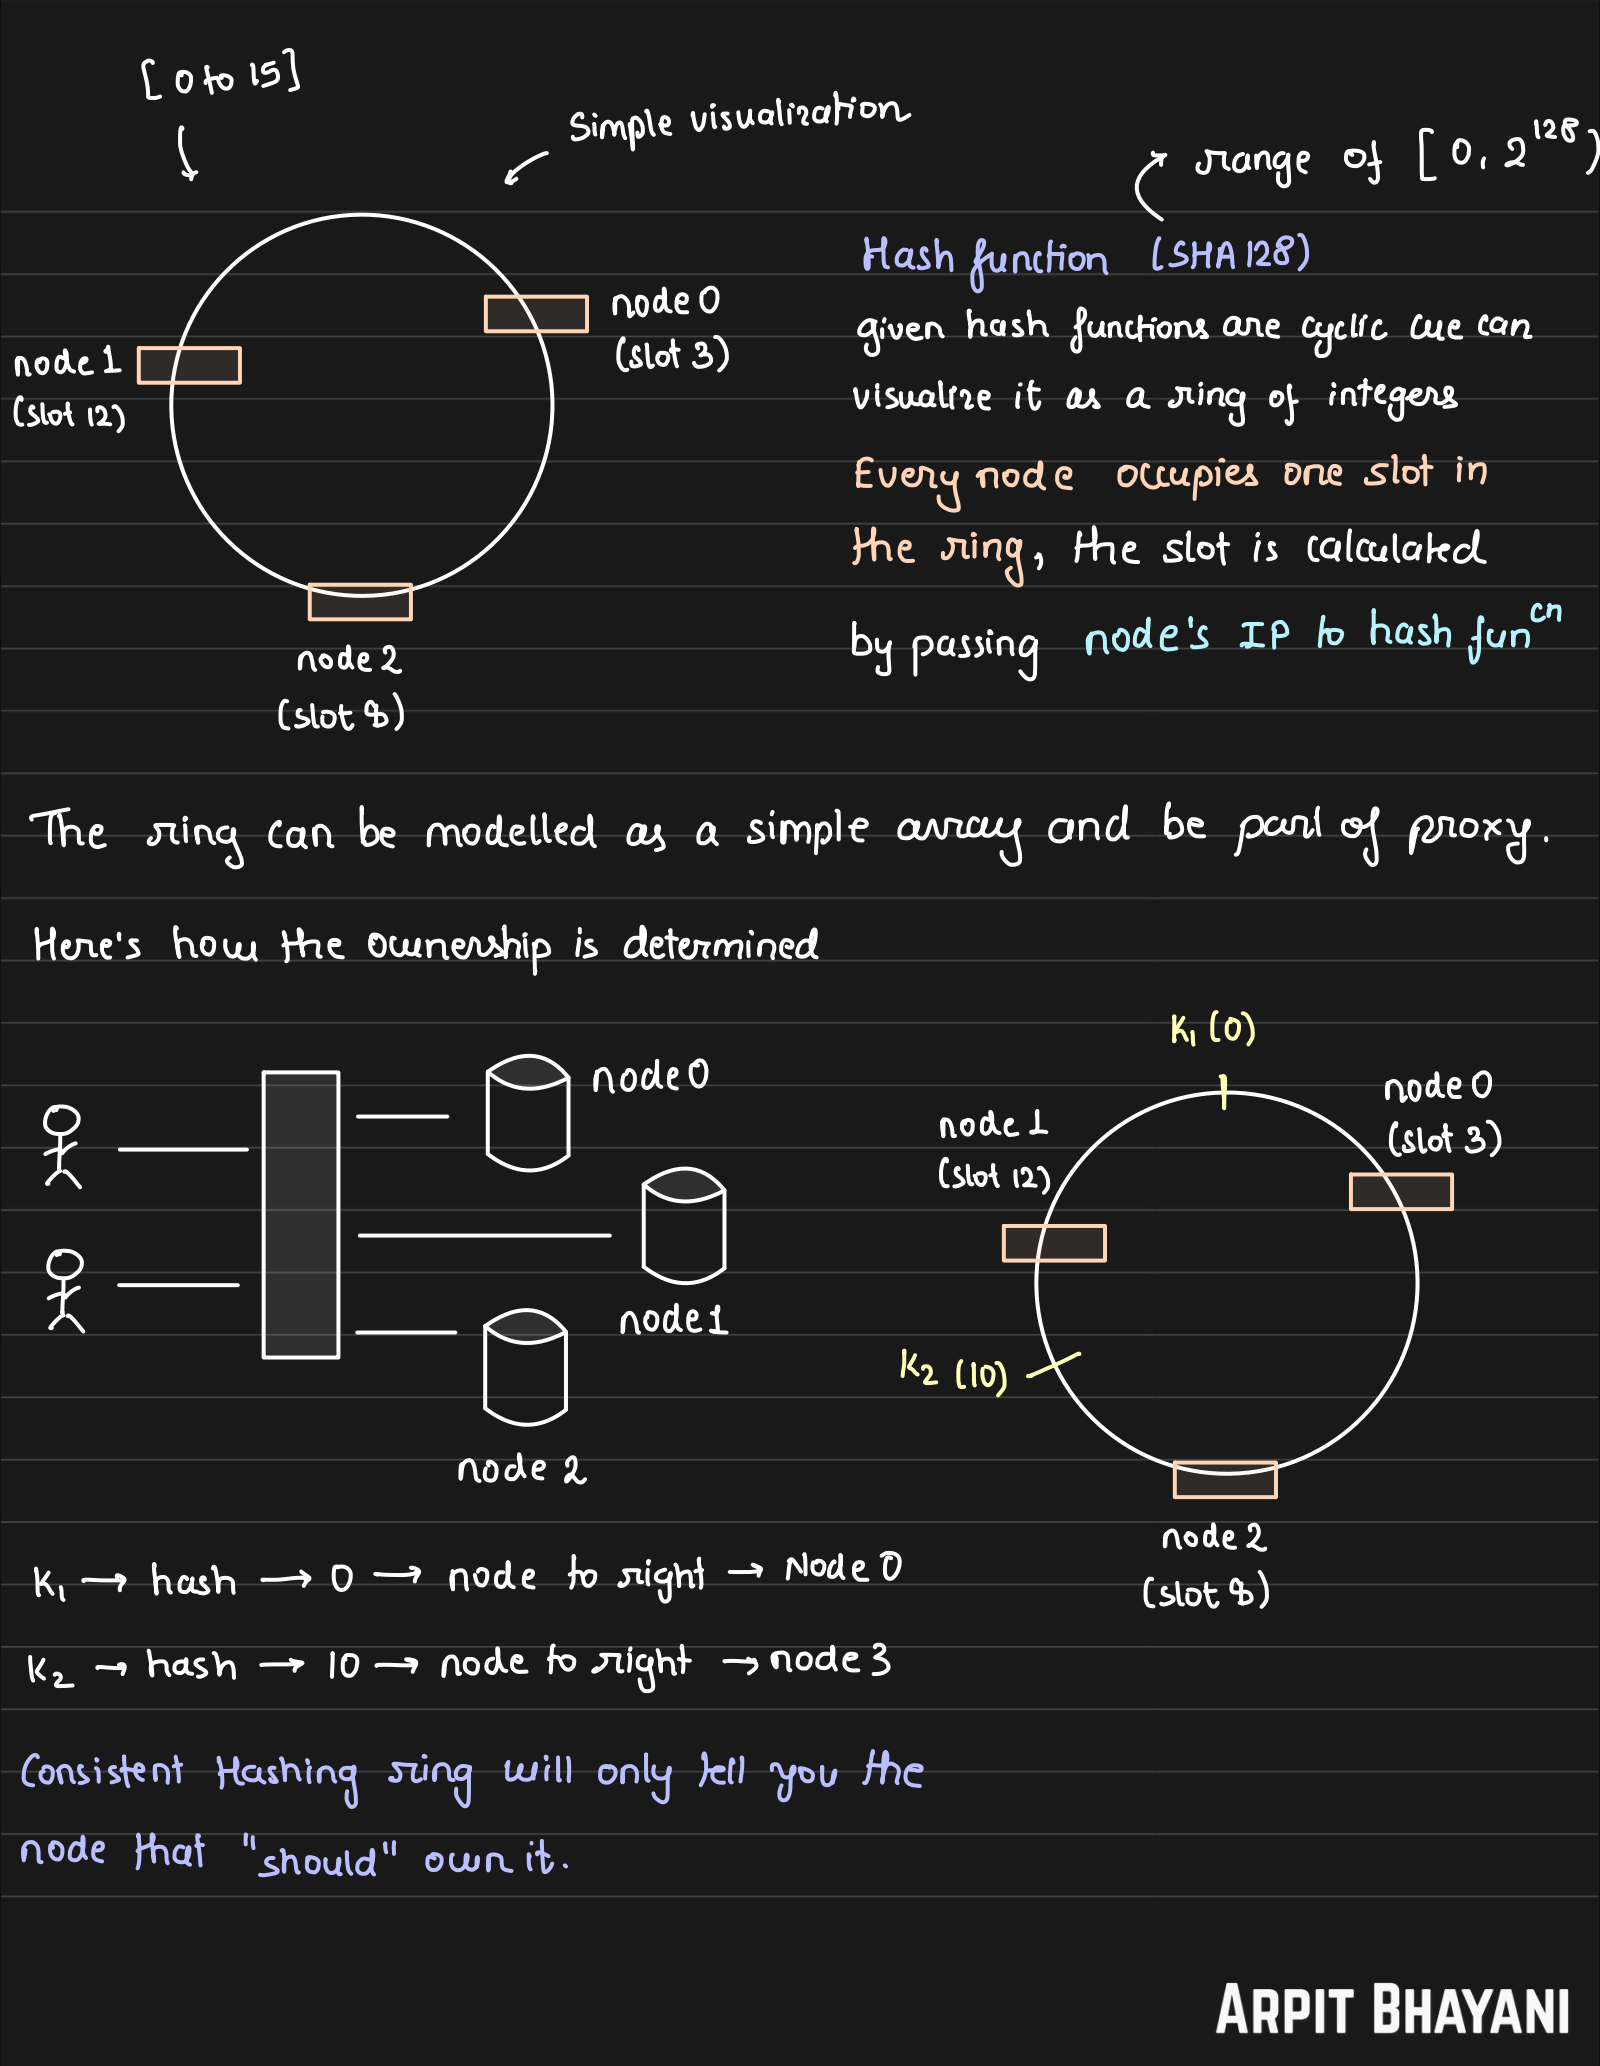 [0 to 15]
Simple visualization
range of [0, 2^128)
node 0
(slot 3)
node 1
(slot 12)
node 2
(slot 8)
Hash function (SHA128)
given hash functions are cyclic we can
visualize it as a ring of integers
Every node occupies one slot in
the ring, the slot is calculated
by passing node's IP to hash fun^cn
The ring can be modelled as a simple array and be part of proxy.
Here's how the ownership is determined
node 0
node 1
node 2
K₁ (0)
node 0
(slot 3)
node 1
(slot 12)
K₂ (10)
node 2
(slot 8)
K₁ → hash → 0 → node to right → Node 0
K₂ → hash → 10 → node to right → node 3
Consistent Hashing ring will only tell you the
node that "should" own it.
ARPIT BHAYANI